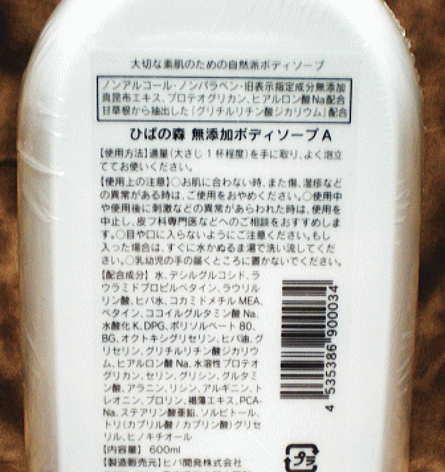 大切な素肌のための自然派ボディソープ
ノンアルコール・ノンパラベン・旧表示指定成分無添加
真昆布エキス、プロテオグリカン、ヒアルロン酸Na配合
甘草根から抽出した「グリチルリチン酸ジカリウム」配合
ひばの森 無添加ボディソープA
【使用方法】適量(大さじ1杯程度)を手に取り、よく泡立
ててお使いください。
【使用上の注意】○お肌に合わない時、また傷、湿疹など
の異常がある時は、ご使用をおやめください。○使用中
や使用後に刺激などの異常があらわれた時は、使用を
中止し、皮フ科専門医などへのご相談をおすすめしま
す。○目や口に入らないようにご注意ください。もし
入った場合は、すぐに水かぬるま湯で洗い流してくだ
さい。○乳幼児の手の届くところに置かないでください。
【配合成分】水、デシルグルコシド、ラ
ウラミドプロピルベタイン、ラウリル
リン酸、ヒバ水、コカミドメチルMEA、
ベタイン、ココイルグルタミン酸Na、
水酸化K、DPG、ポリソルベート80、
BG、オクトキシグリセリン、ヒバ油、グ
リセリン、グリチルリチン酸ジカリウ
ム、ヒアルロン酸Na、水溶性プロテオ
グリカン、セリン、グリシン、グルタミ
ン酸、アラニン、リシン、アルギニン、ト
レオニン、プロリン、褐藻エキス、PCA-
Na、ステアリン酸亜鉛、ソルビトール、
トリ(カプリル酸/カプリン酸)グリセ
リル、ヒノキチオール
【内容量】600ml
【製造販売元】ヒバ開発株式会社
4 535386 900034
プラ